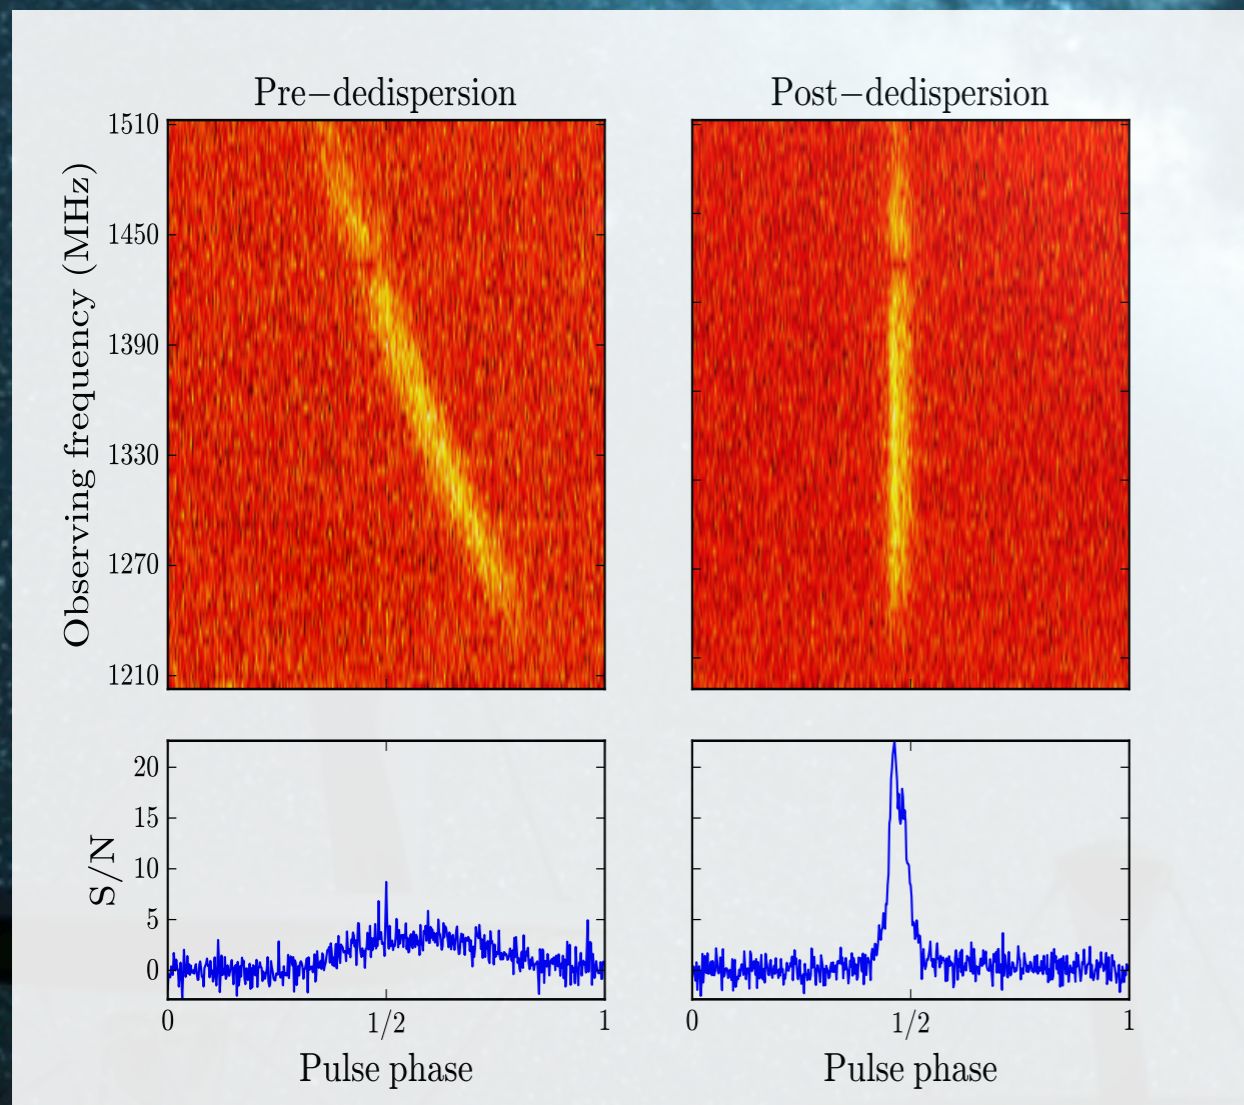 Pre−dedispersion
Post−dedispersion
Observing frequency (MHz)
1510
1450
1390
1330
1270
1210
S/N
20
15
10
5
0
0
1/2
1
Pulse phase
0
1/2
1
Pulse phase